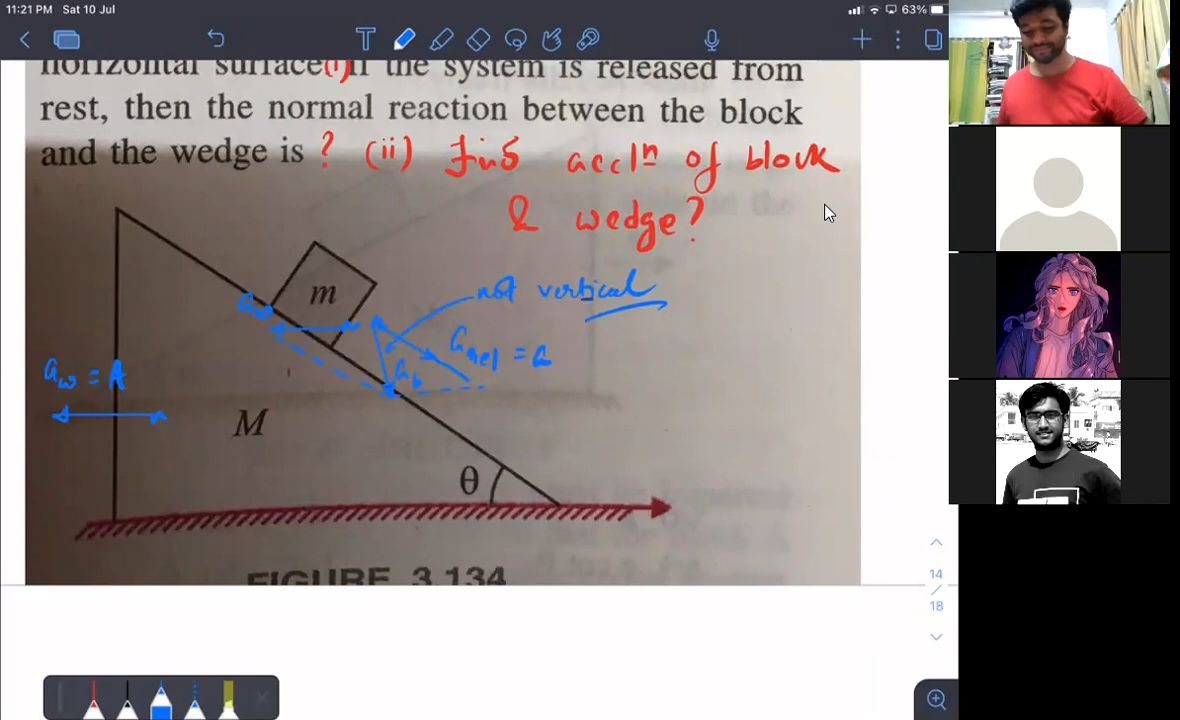 11:21 PM Sat 10 Jul
63%
horizontal surface (i) If the system is released from
rest, then the normal reaction between the block
and the wedge is ? (ii) find accln of block
& wedge?
m
not vertical
a_w
a_rel = a
a_b
a_w = A
M
θ
FIGURE 3.134
14
18